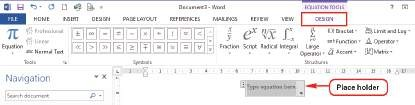 Document3 - Word
EQUATION TOOLS
FILE HOME INSERT DESIGN PAGE LAYOUT REFERENCES MAILINGS REVIEW VIEW DESIGN
Equation
Professional
Linear
Normal Text
Fraction Script Radical Integral Large Operator
Bracket
Function
Accent
Limit and Log
Operator
Matrix
Tools
Symbols
Structures
Navigation
Search document
Type equation here.
Place holder